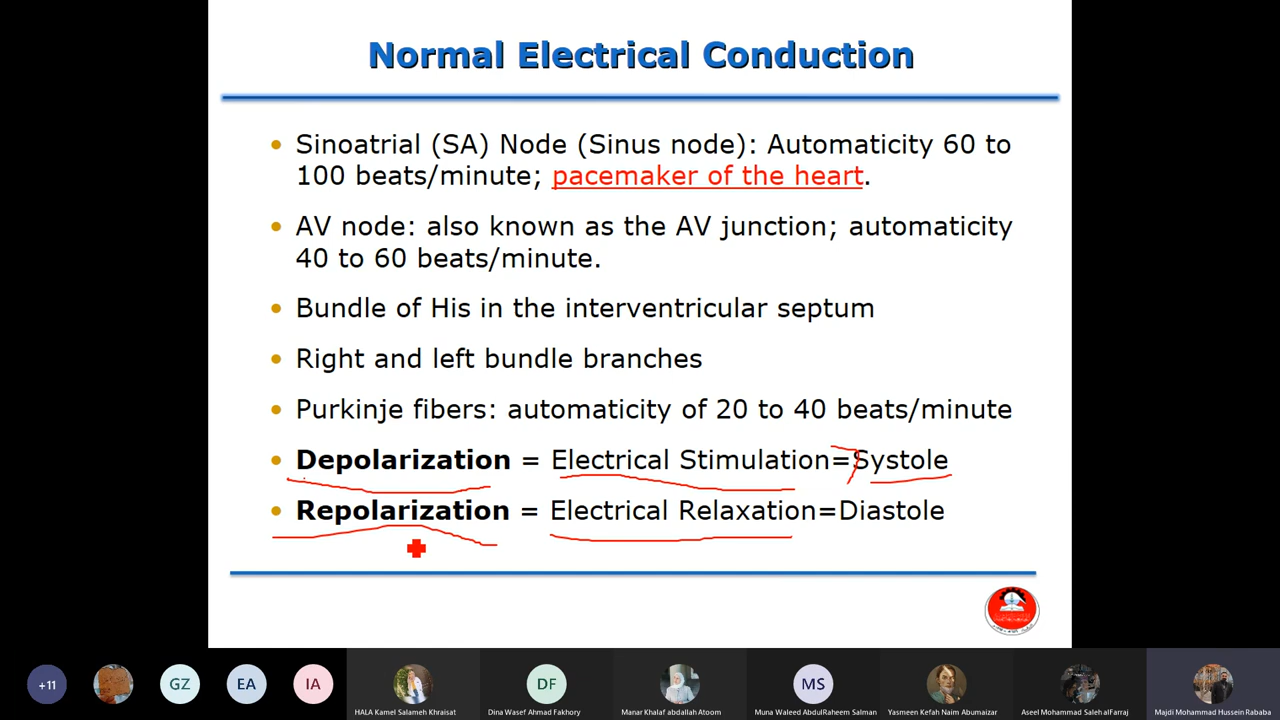 Normal Electrical Conduction
• Sinoatrial (SA) Node (Sinus node): Automaticity 60 to
100 beats/minute; pacemaker of the heart.
• AV node: also known as the AV junction; automaticity
40 to 60 beats/minute.
• Bundle of His in the interventricular septum
• Right and left bundle branches
• Purkinje fibers: automaticity of 20 to 40 beats/minute
• Depolarization = Electrical Stimulation=Systole
• Repolarization = Electrical Relaxation=Diastole
+11
GZ
EA
IA
DF
MS
HALA Kamel Salameh Khraisat
Dina Wasef Ahmad Fakhory
Manar Khalaf abdallah Atoom
Muna Waleed AbdulRaheem Salman
Yasmeen Kefah Naim Abumaizar
Aseel Mohammad Saleh alFarraj
Majdi Mohammad Hussein Rababa